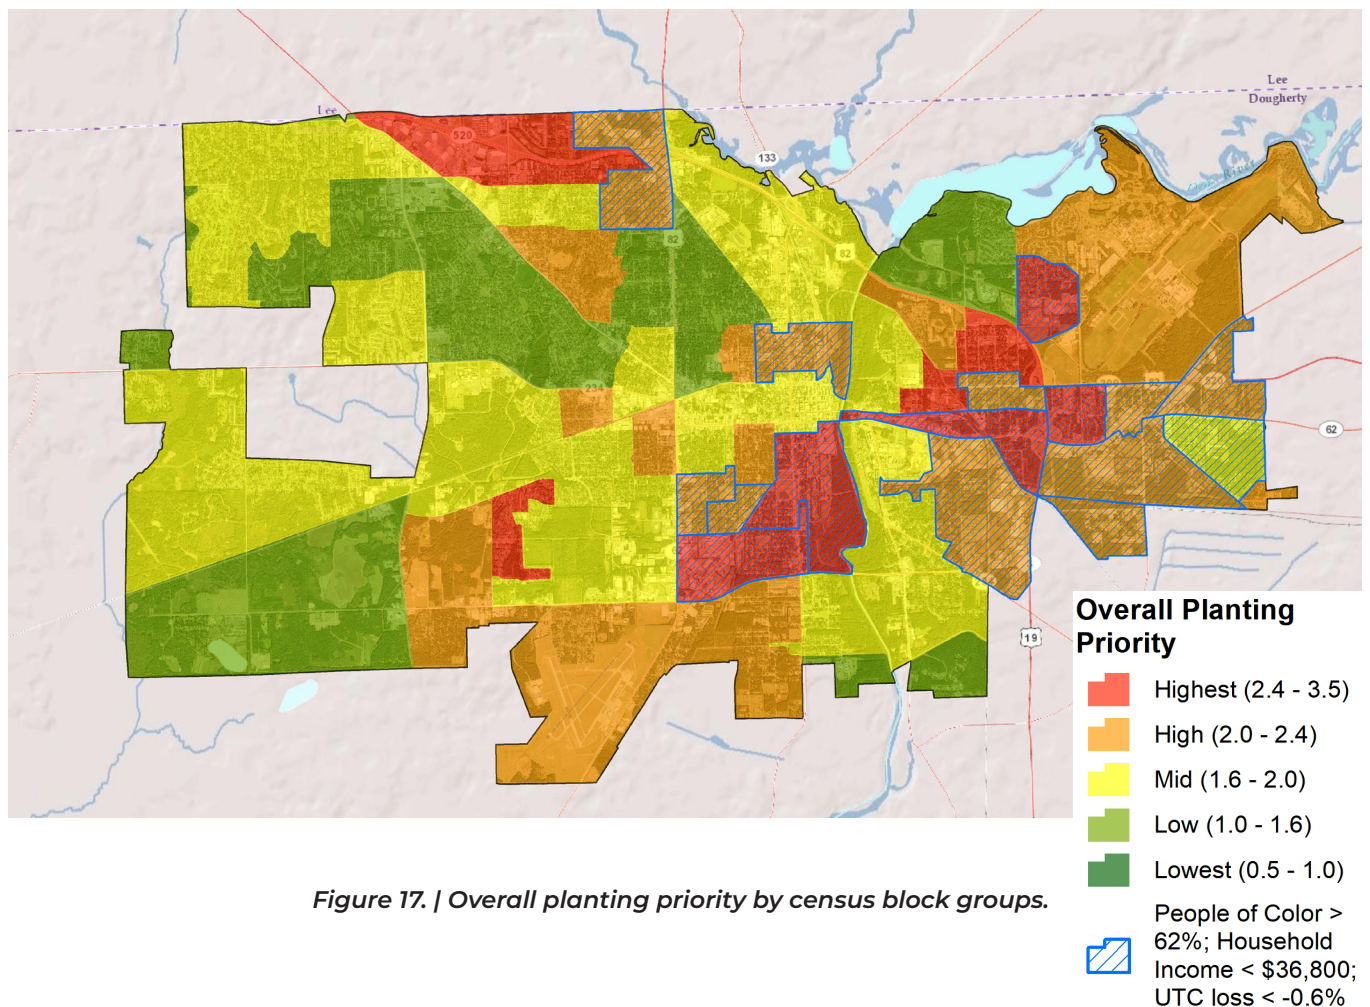 Lee
Dougherty
Lee
520
133
82
82
234
62
19
Overall Planting
Priority
Highest (2.4 - 3.5)
High (2.0 - 2.4)
Mid (1.6 - 2.0)
Low (1.0 - 1.6)
Lowest (0.5 - 1.0)
People of Color >
62%; Household
Income < $36,800;
UTC loss < -0.6%
Figure 17. | Overall planting priority by census block groups.